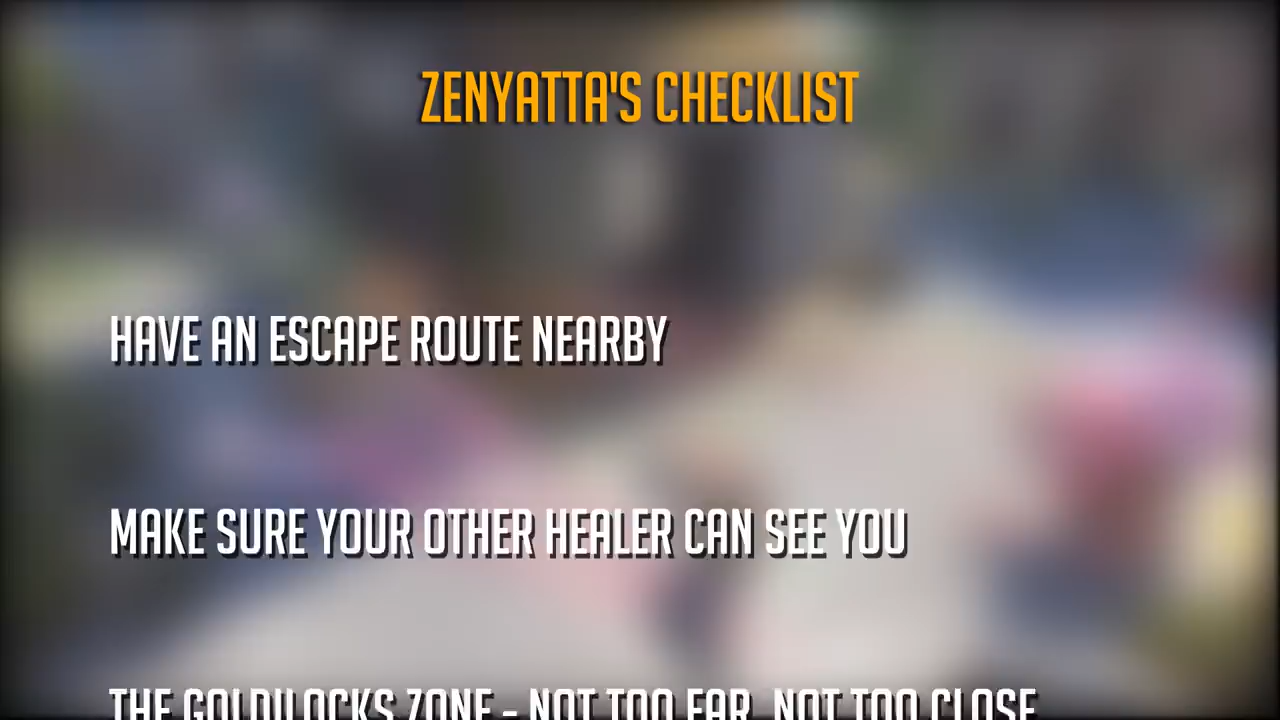 ZENYATTA'S CHECKLIST
HAVE AN ESCAPE ROUTE NEARBY
MAKE SURE YOUR OTHER HEALER CAN SEE YOU
THE GOLDILOCKS ZONE - NOT TOO FAR, NOT TOO CLOSE